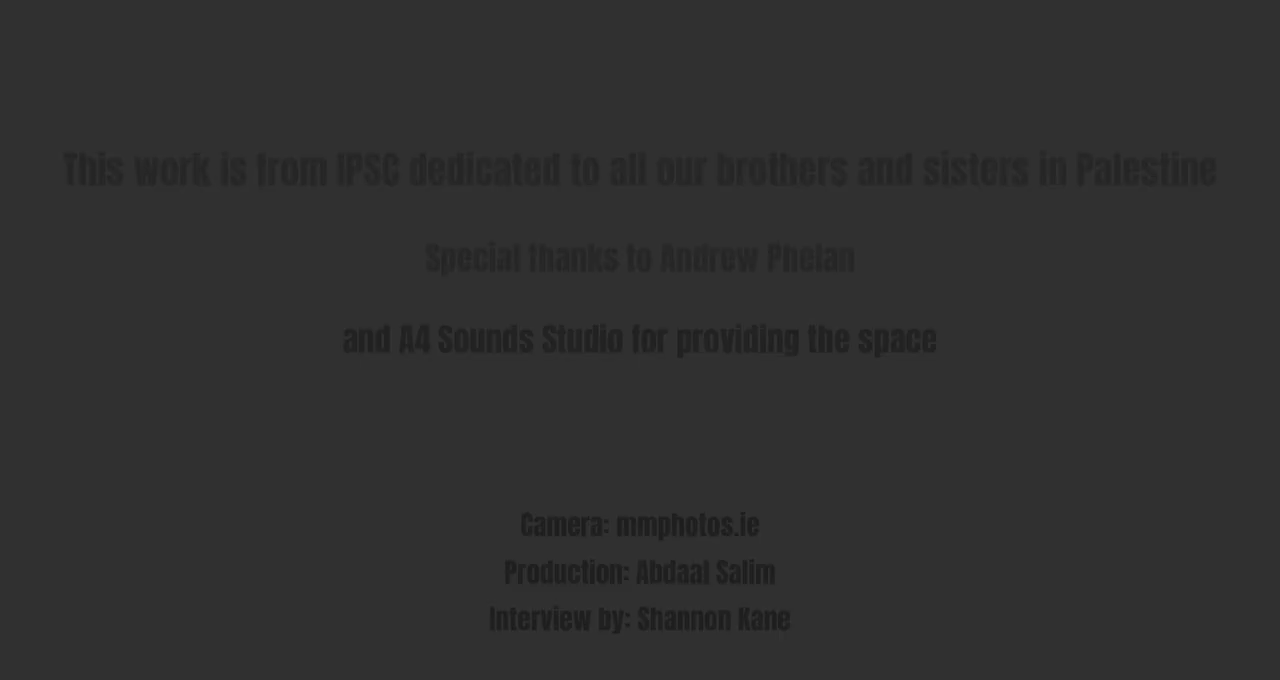 This work is from IPSC dedicated to all our brothers and sisters in Palestine
Special thanks to Andrew Phelan
and A4 Sounds Studio for providing the space
Camera: mmphotos.ie
Production: Abdaal Salim
Interview by: Shannon Kane